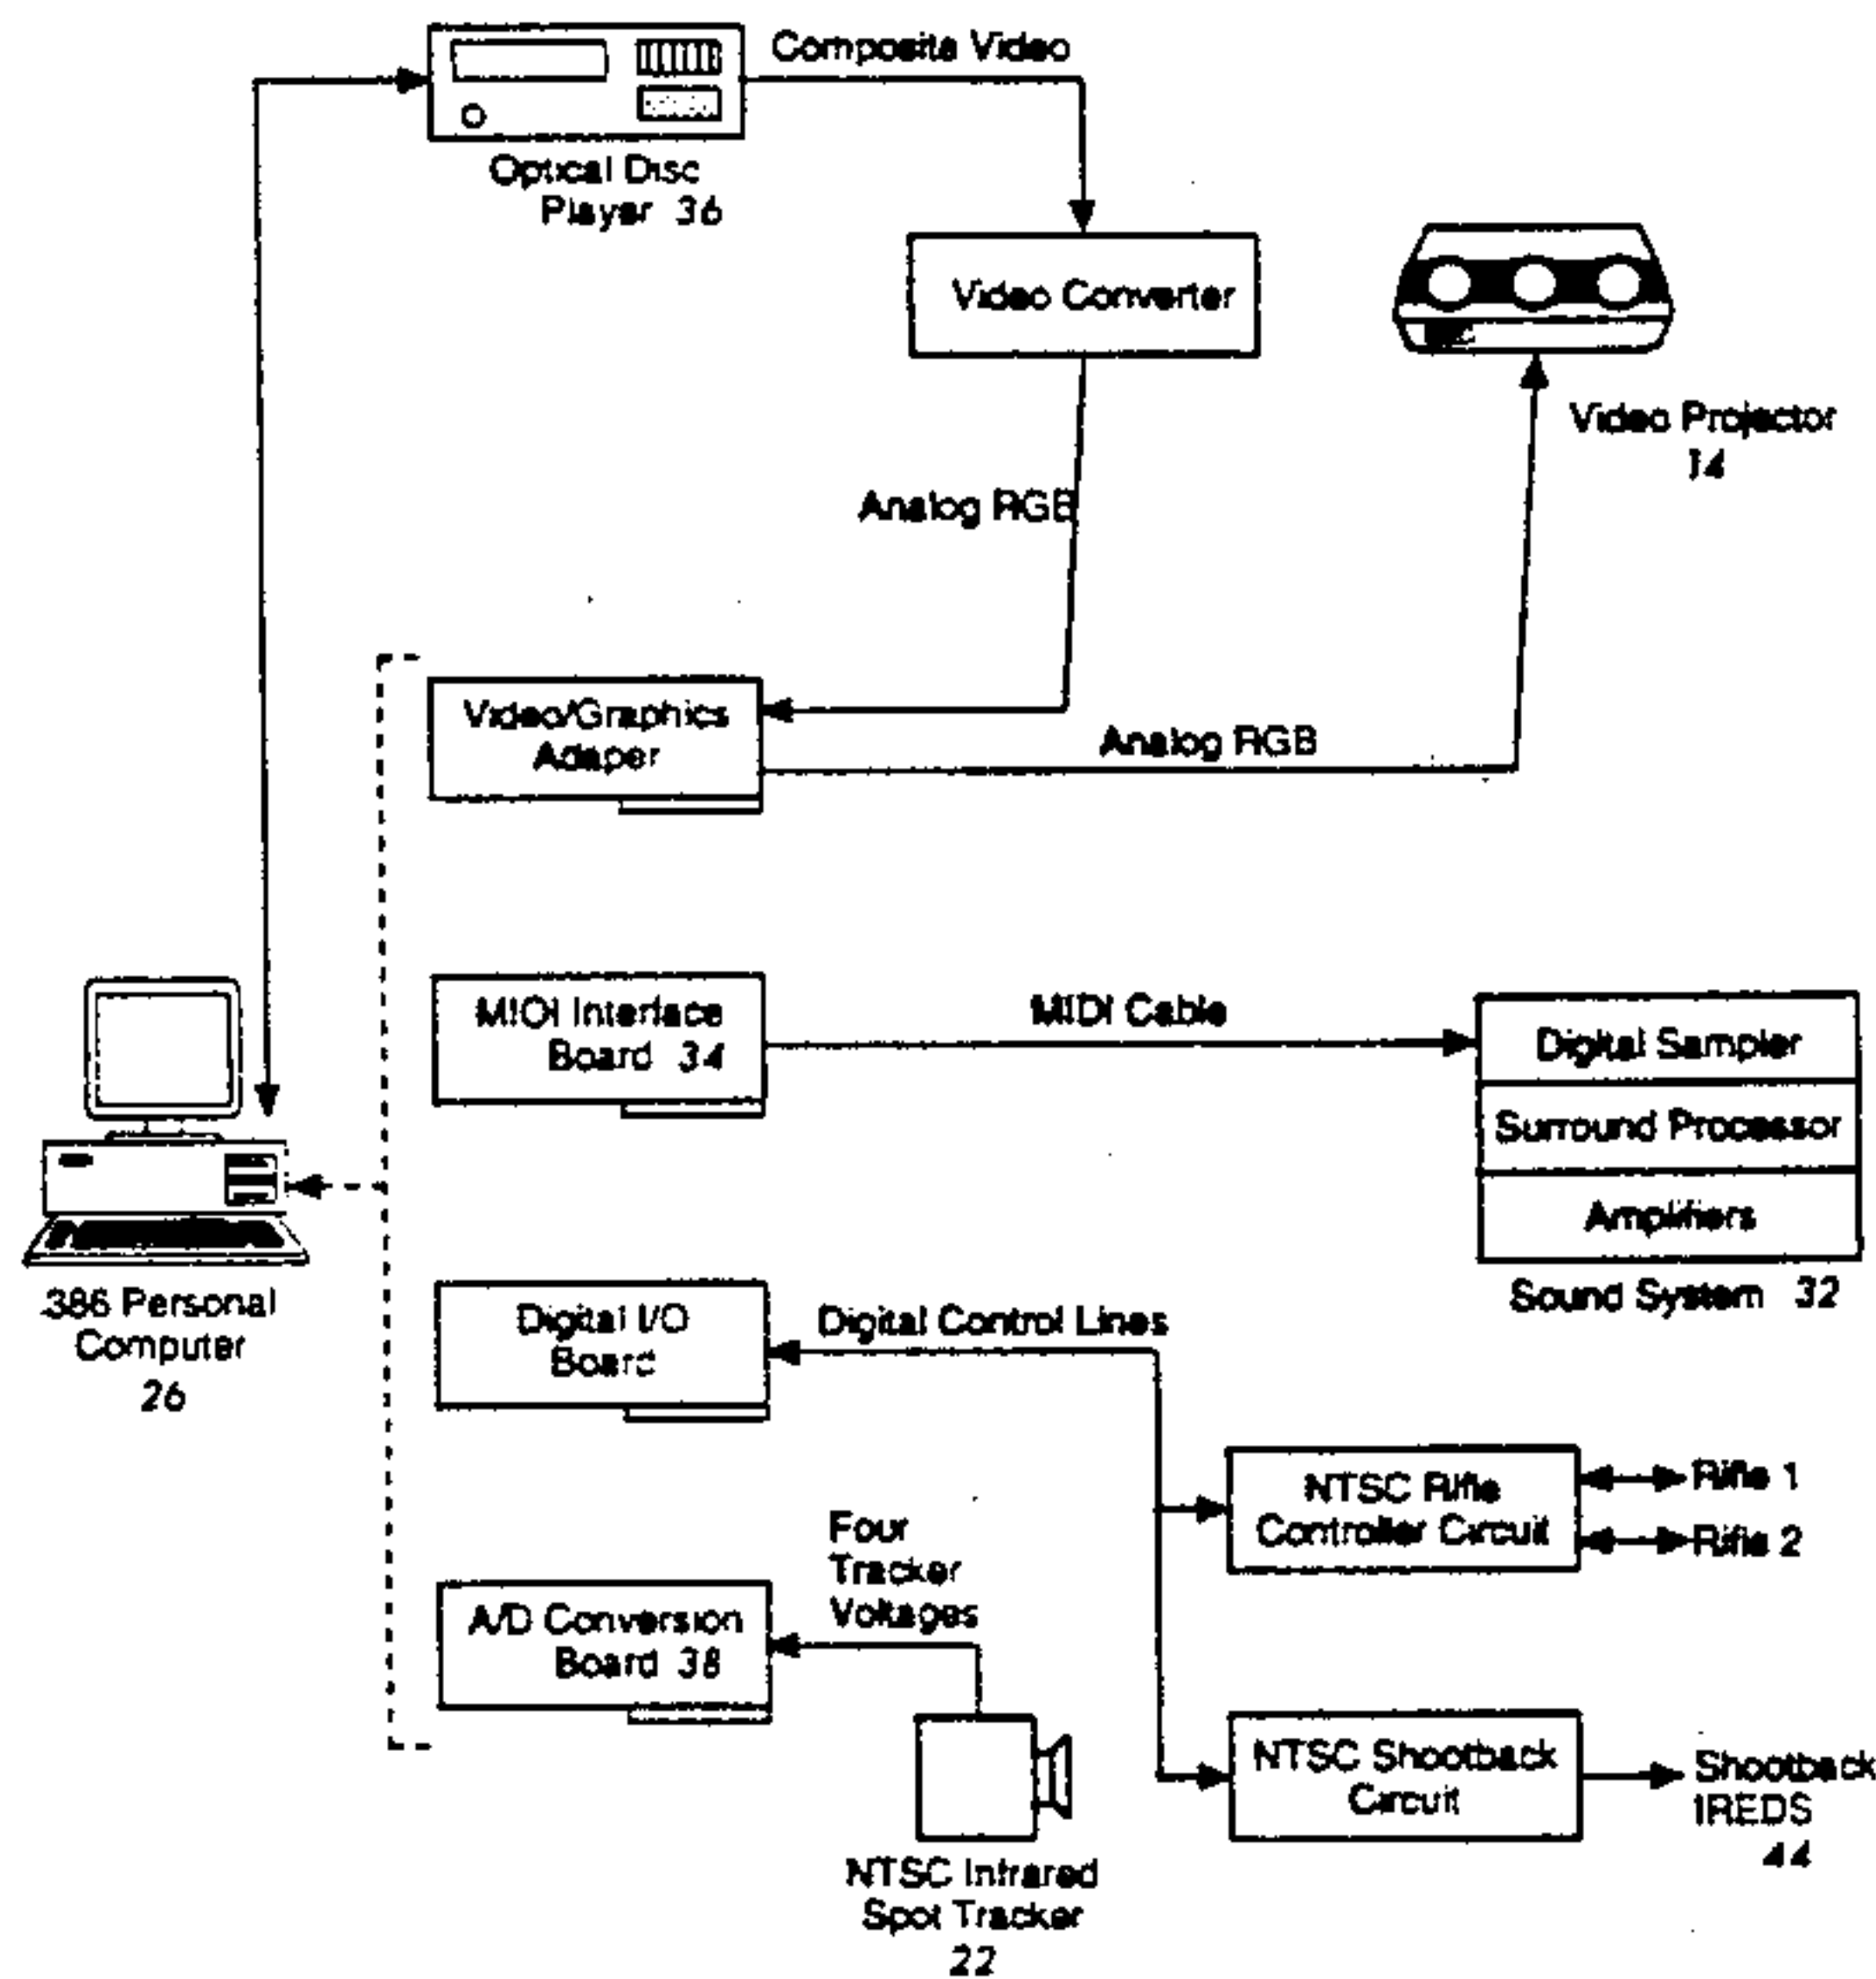 Composite Video
Optical Disc
Player 36
Video Converter
Video Projector
14
Analog RGB
Video/Graphics
Adaper
Analog RGB
MIDI Interface
Board 34
MIDI Cable
Digital Sampler
Surround Processor
Amplifiers
Sound System 32
386 Personal
Computer
26
Digital I/O
Board
Digital Control Lines
NTSC Rifle
Controller Circuit
Rifle 1
Rifle 2
Four
Tracker
Voltages
A/D Conversion
Board 38
NTSC Shootback
Circuit
Shootback
IREDS
44
NTSC Infrared
Spot Tracker
22